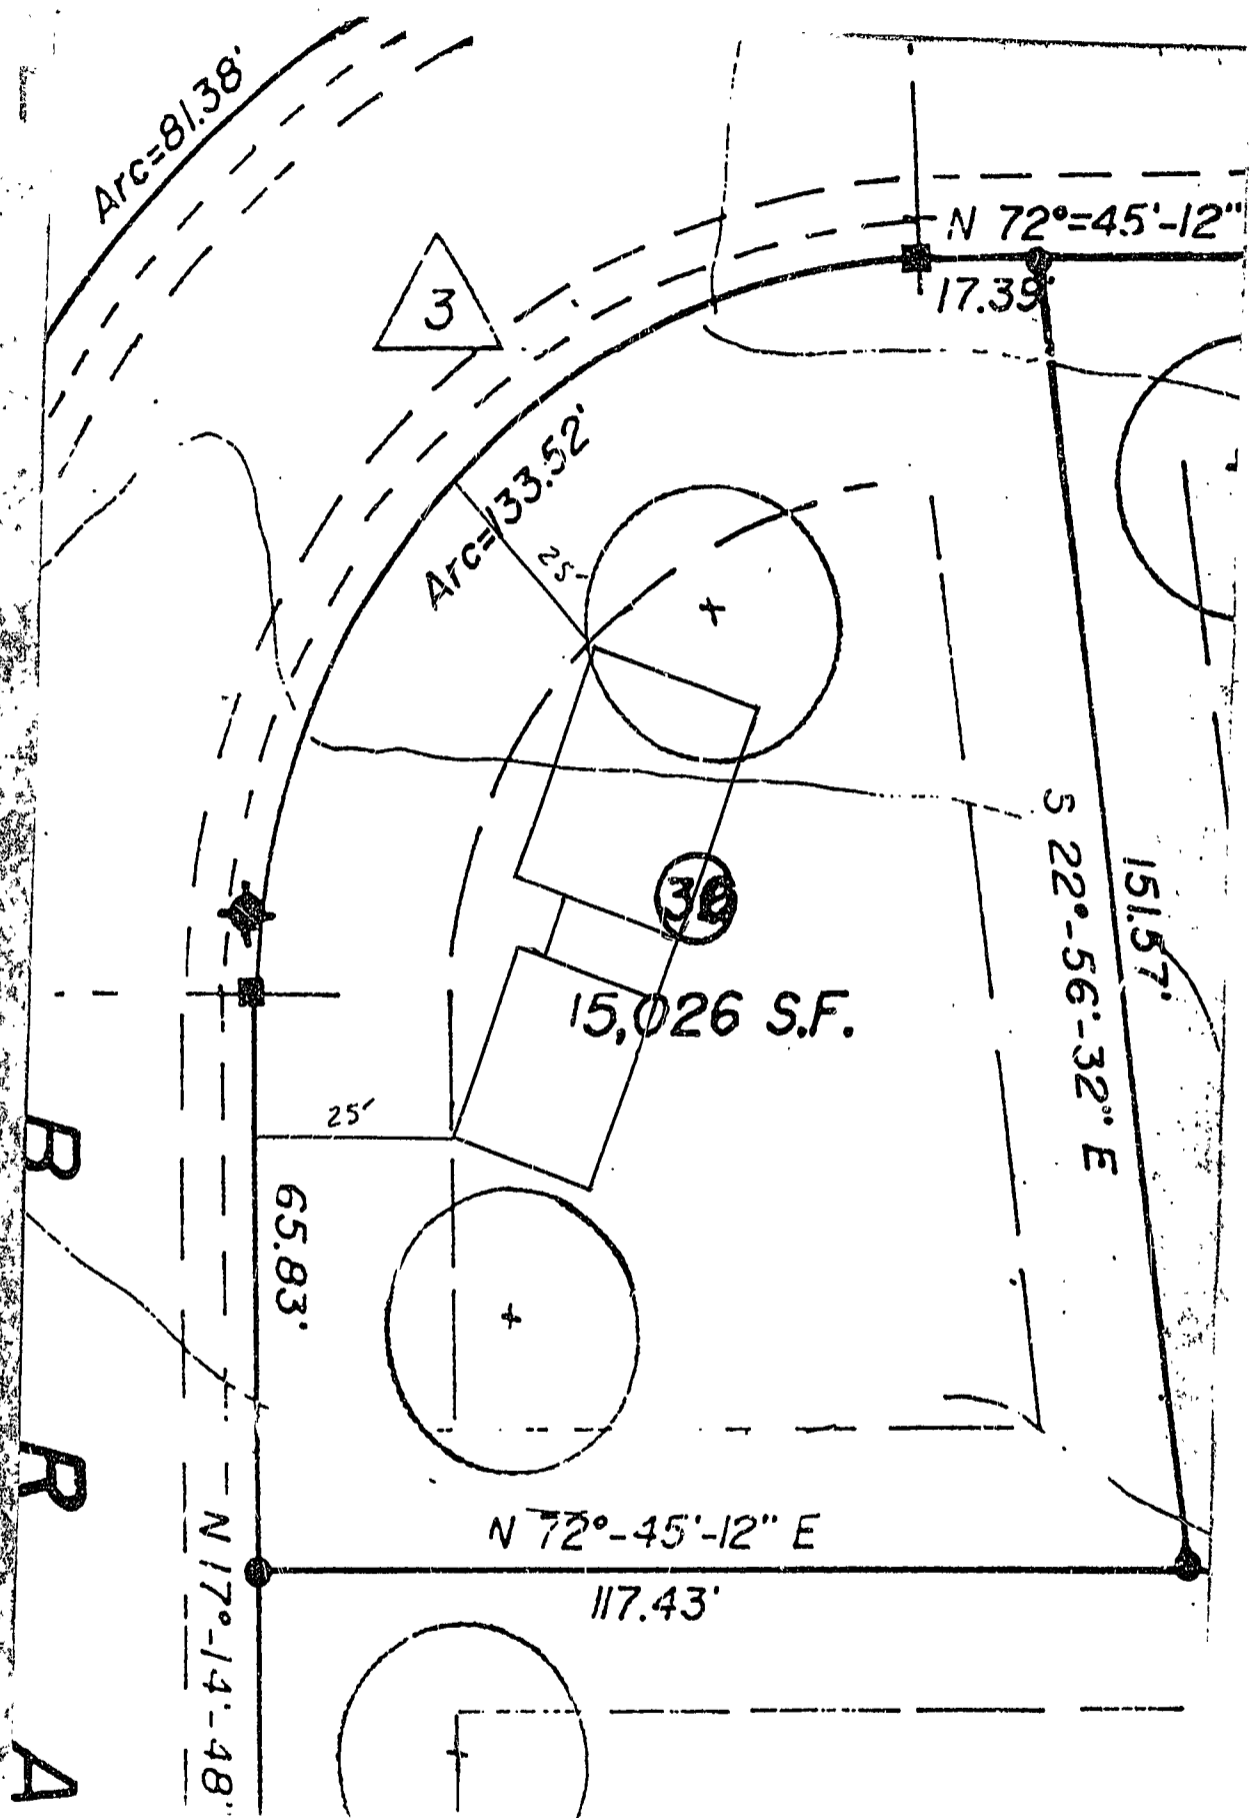 Arc=81.38'
N 72°=45'-12"
17.39'
3
Arc=133.52'
25'
S 22°-56'-32" E
151.57'
15,026 S.F.
25'
65.83'
B
R
A
N 72°-45'-12" E
117.43'
N 17°-14'-48"